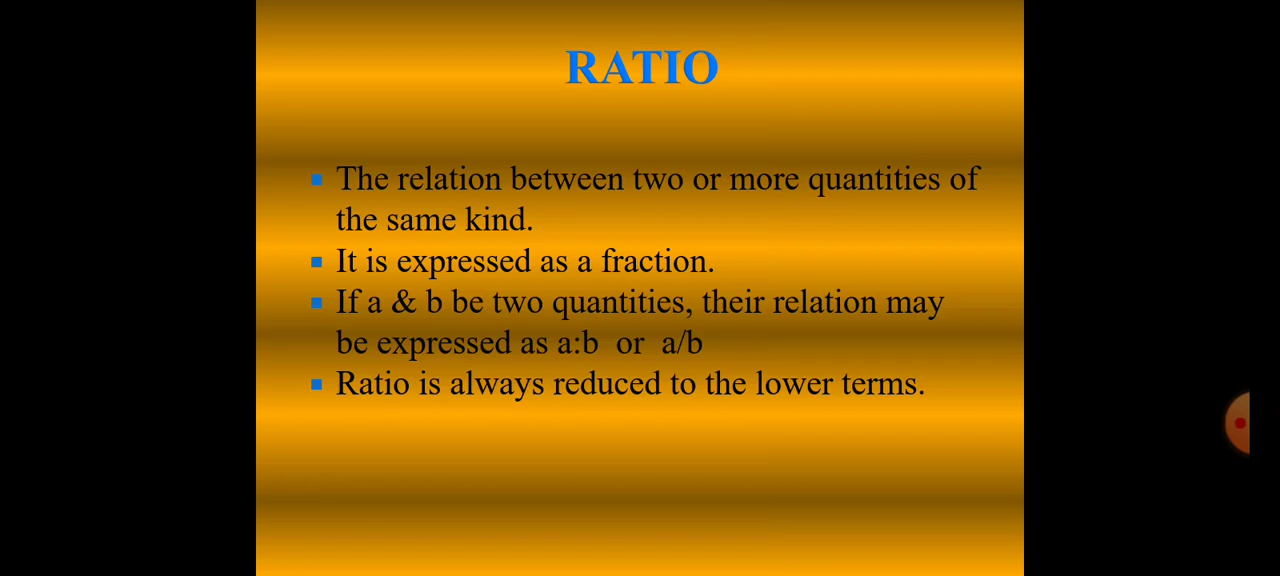 RATIO
The relation between two or more quantities of
the same kind.
It is expressed as a fraction.
If a & b be two quantities, their relation may
be expressed as a:b or a/b
Ratio is always reduced to the lower terms.